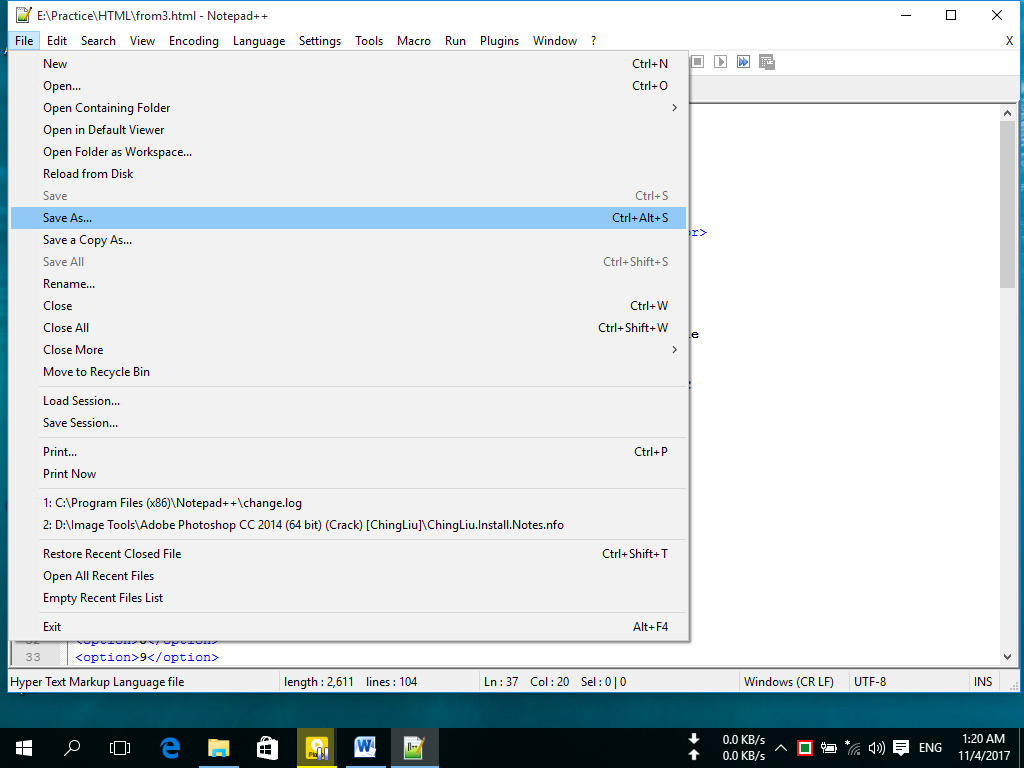 E:\Practice\HTML\from3.html - Notepad++
File Edit Search View Encoding Language Settings Tools Macro Run Plugins Window ? X
New Ctrl+N
Open... Ctrl+O
Open Containing Folder
Open in Default Viewer
Open Folder as Workspace...
Reload from Disk
Save Ctrl+S
Save As... Ctrl+Alt+S
Save a Copy As...
Save All Ctrl+Shift+S
Rename...
Close Ctrl+W
Close All Ctrl+Shift+W
Close More
Move to Recycle Bin
Load Session...
Save Session...
Print... Ctrl+P
Print Now
1: C:\Program Files (x86)\Notepad++\change.log
2: D:\Image Tools\Adobe Photoshop CC 2014 (64 bit) (Crack) [ChingLiu]\ChingLiu.Install.Notes.nfo
Restore Recent Closed File Ctrl+Shift+T
Open All Recent Files
Empty Recent Files List
Exit Alt+F4
33 <option>9</option>
Hyper Text Markup Language file length : 2,611 lines : 104 Ln : 37 Col : 20 Sel : 0 | 0 Windows (CR LF) UTF-8 INS
0.0 KB/s
0.0 KB/s
ENG
1:20 AM
11/4/2017